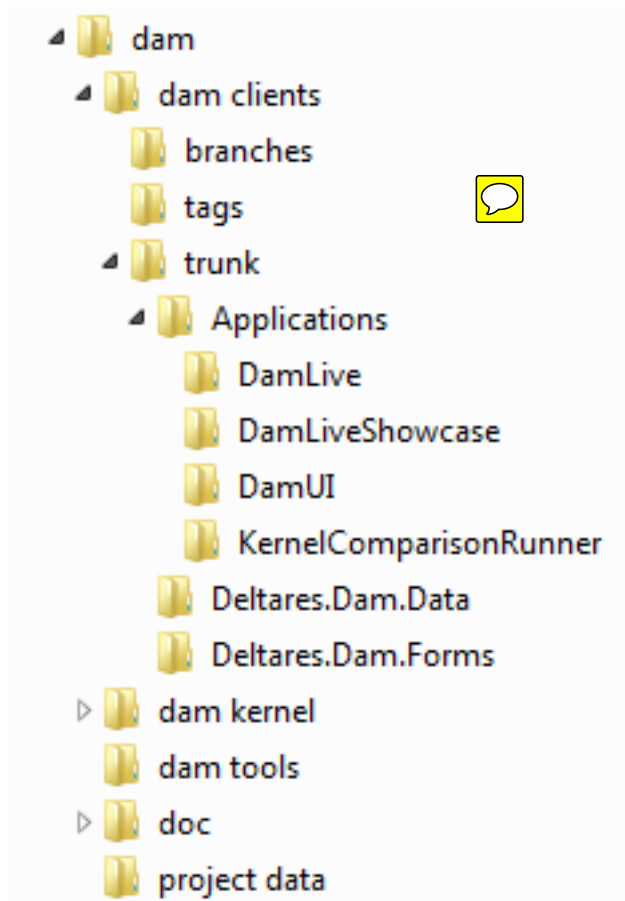 dam
dam clients
branches
tags
trunk
Applications
DamLive
DamLiveShowcase
DamUI
KernelComparisonRunner
Deltares.Dam.Data
Deltares.Dam.Forms
dam kernel
dam tools
doc
project data